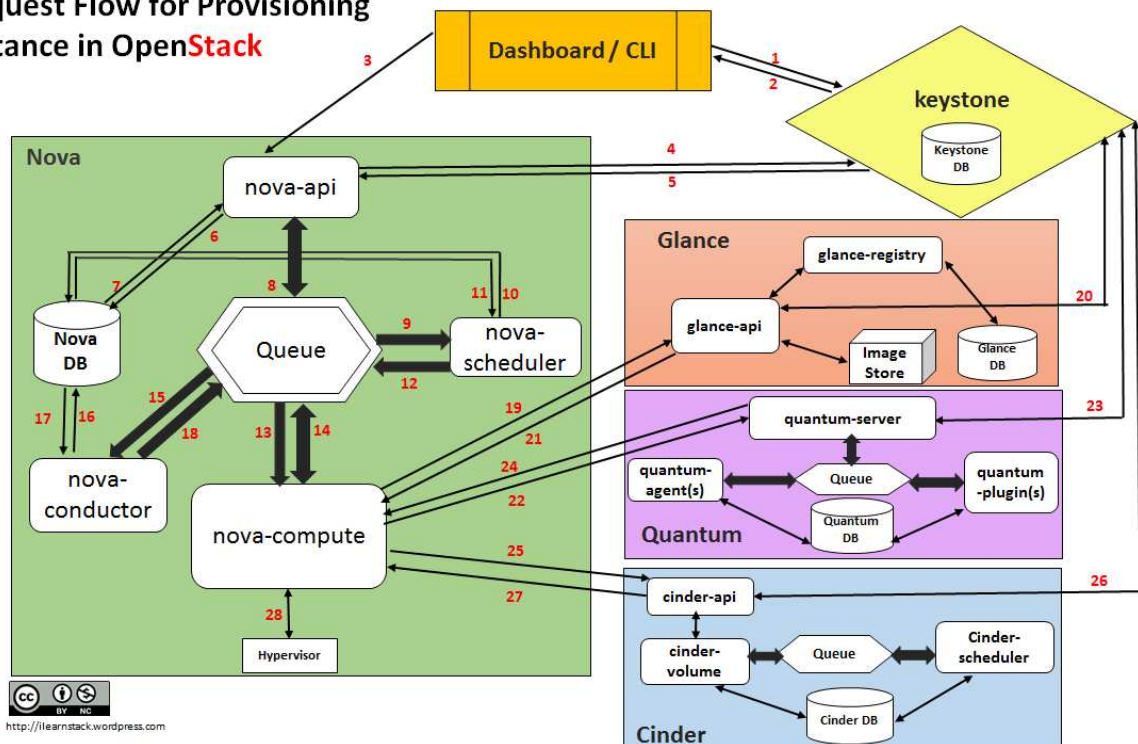 quest Flow for Provisioning
tance in OpenStack
Dashboard / CLI
1
2
3
keystone
Keystone
DB
Nova
nova-api
4
5
6
7
8
Glance
glance-registry
glance-api
Image
Store
Glance
DB
20
Nova
DB
Queue
9
11
10
nova-
scheduler
12
15
18
17
16
13
14
19
21
24
22
nova-
conductor
nova-compute
quantum-server
23
quantum-
agent(s)
Queue
quantum
-plugin(s)
Quantum
DB
Quantum
25
27
26
28
Hypervisor
cinder-api
cinder-
volume
Queue
Cinder-
scheduler
Cinder DB
Cinder
cc
BY NC
http://ilearnstack.wordpress.com